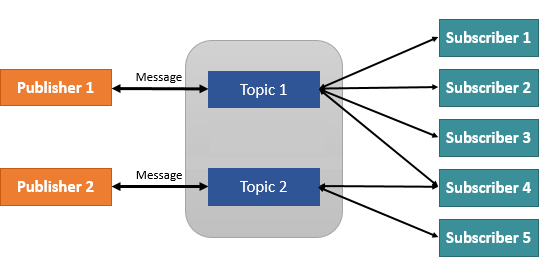 Subscriber 1
Message
Publisher 1
Topic 1
Subscriber 2
Subscriber 3
Message
Publisher 2
Topic 2
Subscriber 4
Subscriber 5